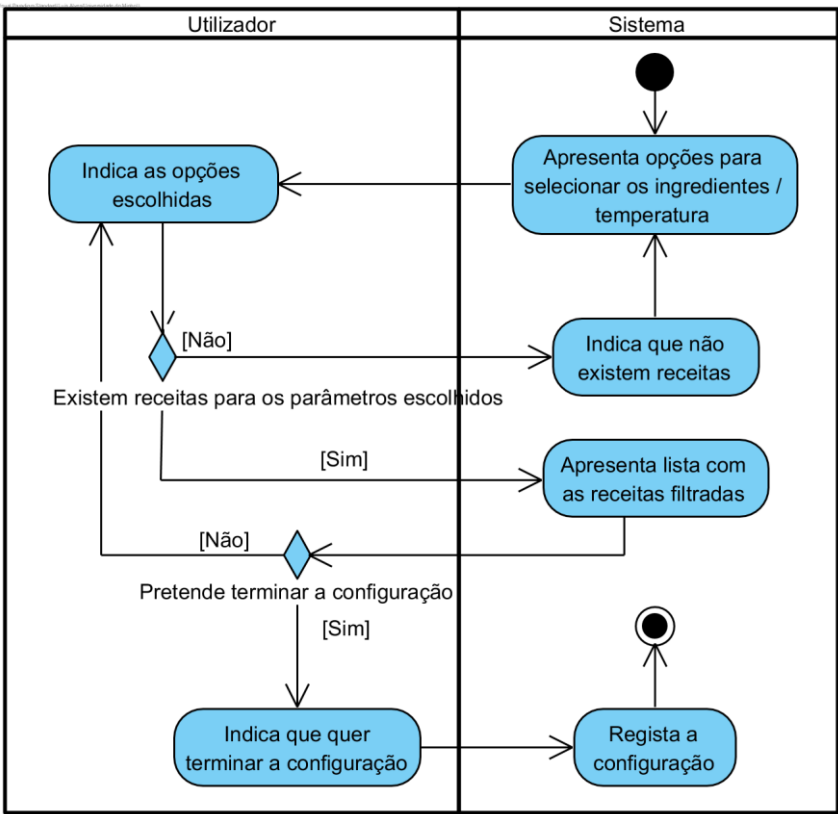 Utilizador
Sistema
Apresenta opções para
selecionar os ingredientes /
temperatura
Indica as opções
escolhidas
[Não]
Indica que não
existem receitas
Existem receitas para os parâmetros escolhidos
[Sim]
Apresenta lista com
as receitas filtradas
[Não]
Pretende terminar a configuração
[Sim]
Indica que quer
terminar a configuração
Regista a
configuração